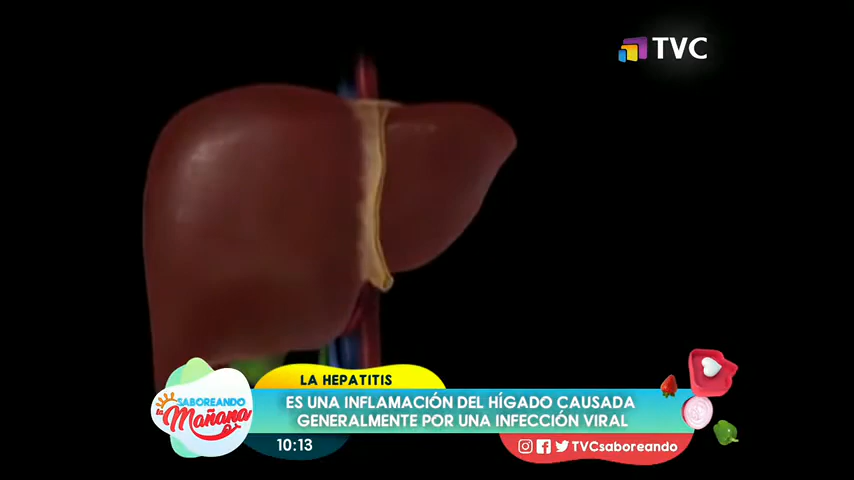 TVC
LA HEPATITIS
ES UNA INFLAMACIÓN DEL HÍGADO CAUSADA
GENERALMENTE POR UNA INFECCIÓN VIRAL
SABOREANDO
la
Mañana
10:13
TVCsaboreando